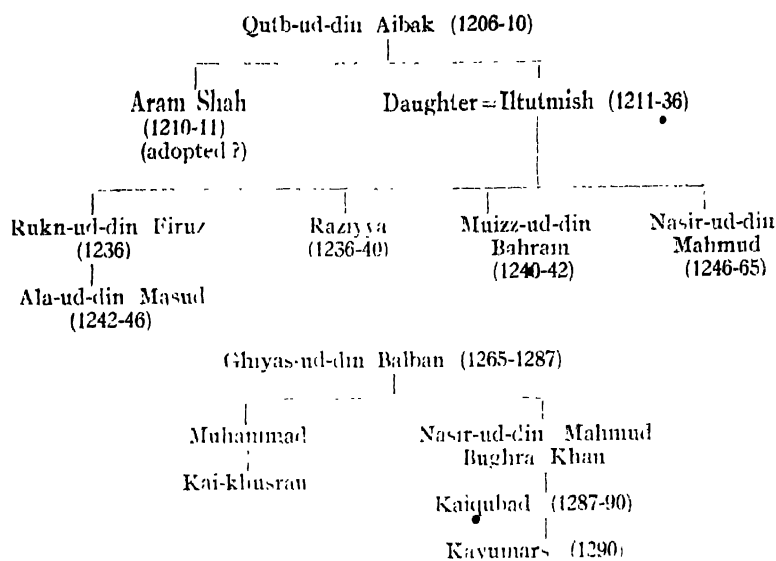 Qutb-ud-din Aibak (1206-10)
Aram Shah
(1210-11)
(adopted ?)
Daughter = Iltutmish (1211-36)
Rukn-ud-din Firuz
(1236)
Raziyya
(1236-40)
Muizz-ud-din
Bahram
(1240-42)
Nasir-ud-din
Mahmud
(1246-65)
Ala-ud-din Masud
(1242-46)
Ghiyas-ud-din Balban (1265-1287)
Muhammad
Nasir-ud-din Mahmud
Bughra Khan
Kai-khusrau
Kaiqubad (1287-90)
Kayumars (1290)